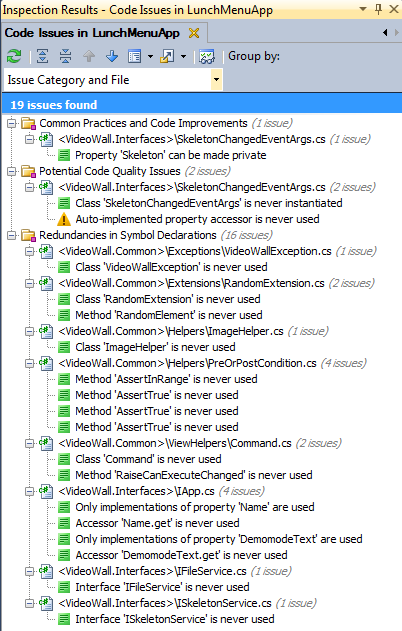 Inspection Results - Code Issues in LunchMenuApp
Code Issues in LunchMenuApp
Group by:
Issue Category and File
19 issues found
Common Practices and Code Improvements (1 issue)
<VideoWall.Interfaces>\SkeletonChangedEventArgs.cs (1 issue)
Property 'Skeleton' can be made private
Potential Code Quality Issues (2 issues)
<VideoWall.Interfaces>\SkeletonChangedEventArgs.cs (2 issues)
Class 'SkeletonChangedEventArgs' is never instantiated
Auto-implemented property accessor is never used
Redundancies in Symbol Declarations (16 issues)
<VideoWall.Common>\Exceptions\VideoWallException.cs (1 issue)
Class 'VideoWallException' is never used
<VideoWall.Common>\Extensions\RandomExtension.cs (2 issues)
Class 'RandomExtension' is never used
Method 'RandomElement' is never used
<VideoWall.Common>\Helpers\ImageHelper.cs (1 issue)
Class 'ImageHelper' is never used
<VideoWall.Common>\Helpers\PreOrPostCondition.cs (4 issues)
Method 'AssertInRange' is never used
Method 'AssertTrue' is never used
Method 'AssertTrue' is never used
Method 'AssertTrue' is never used
<VideoWall.Common>\ViewHelpers\Command.cs (2 issues)
Class 'Command' is never used
Method 'RaiseCanExecuteChanged' is never used
<VideoWall.Interfaces>\IApp.cs (4 issues)
Only implementations of property 'Name' are used
Accessor 'Name.get' is never used
Only implementations of property 'DemomodeText' are used
Accessor 'DemomodeText.get' is never used
<VideoWall.Interfaces>\IFileService.cs (1 issue)
Interface 'IFileService' is never used
<VideoWall.Interfaces>\ISkeletonService.cs (1 issue)
Interface 'ISkeletonService' is never used